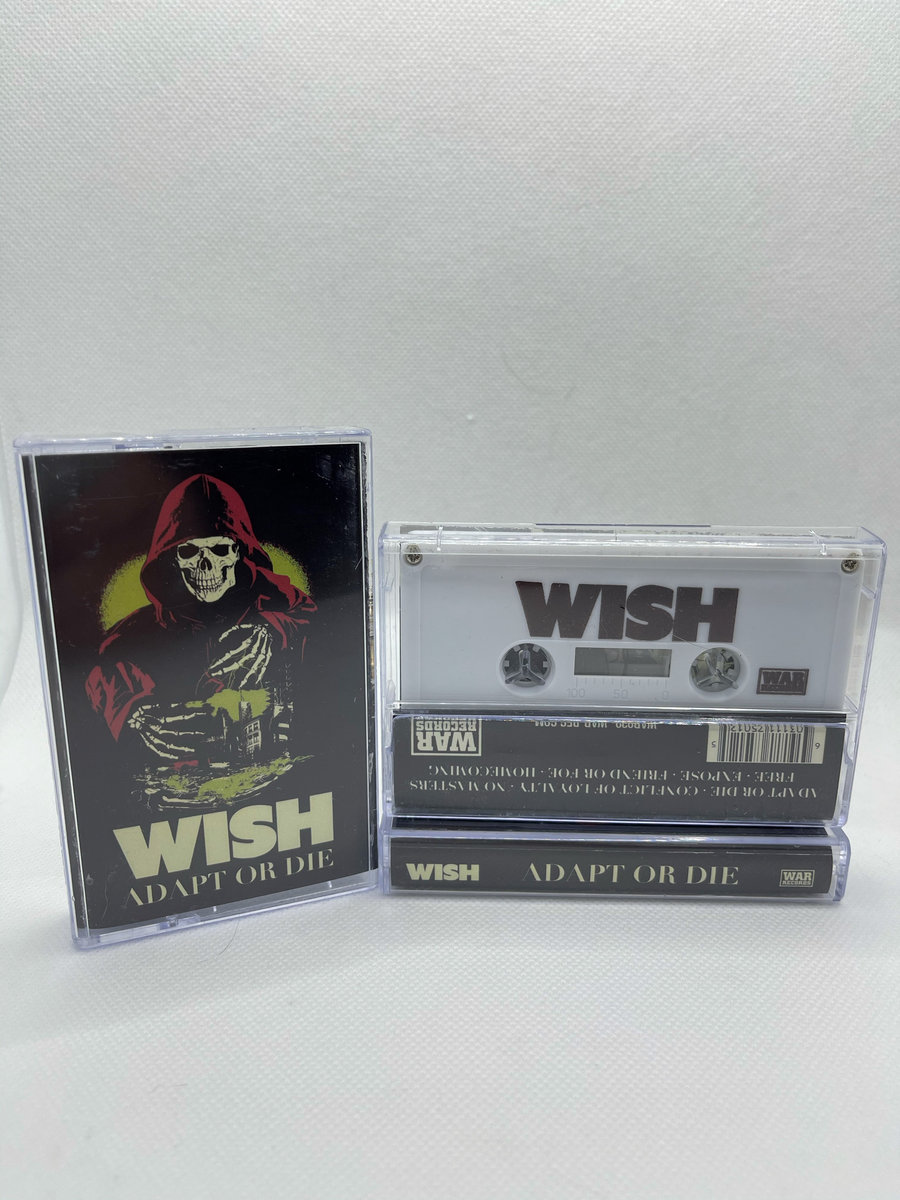 WISH
ADAPT OR DIE
WISH
100 50 0
WAR
RECORDS
WAR
RECORDS
ADAPT OR DIE · CONFLICT OF LOYALTY · NO MASTERS
FREE · EXPOSE · FRIEND OR FOE · HOMECOMING
WISH ADAPT OR DIE WAR
RECORDS